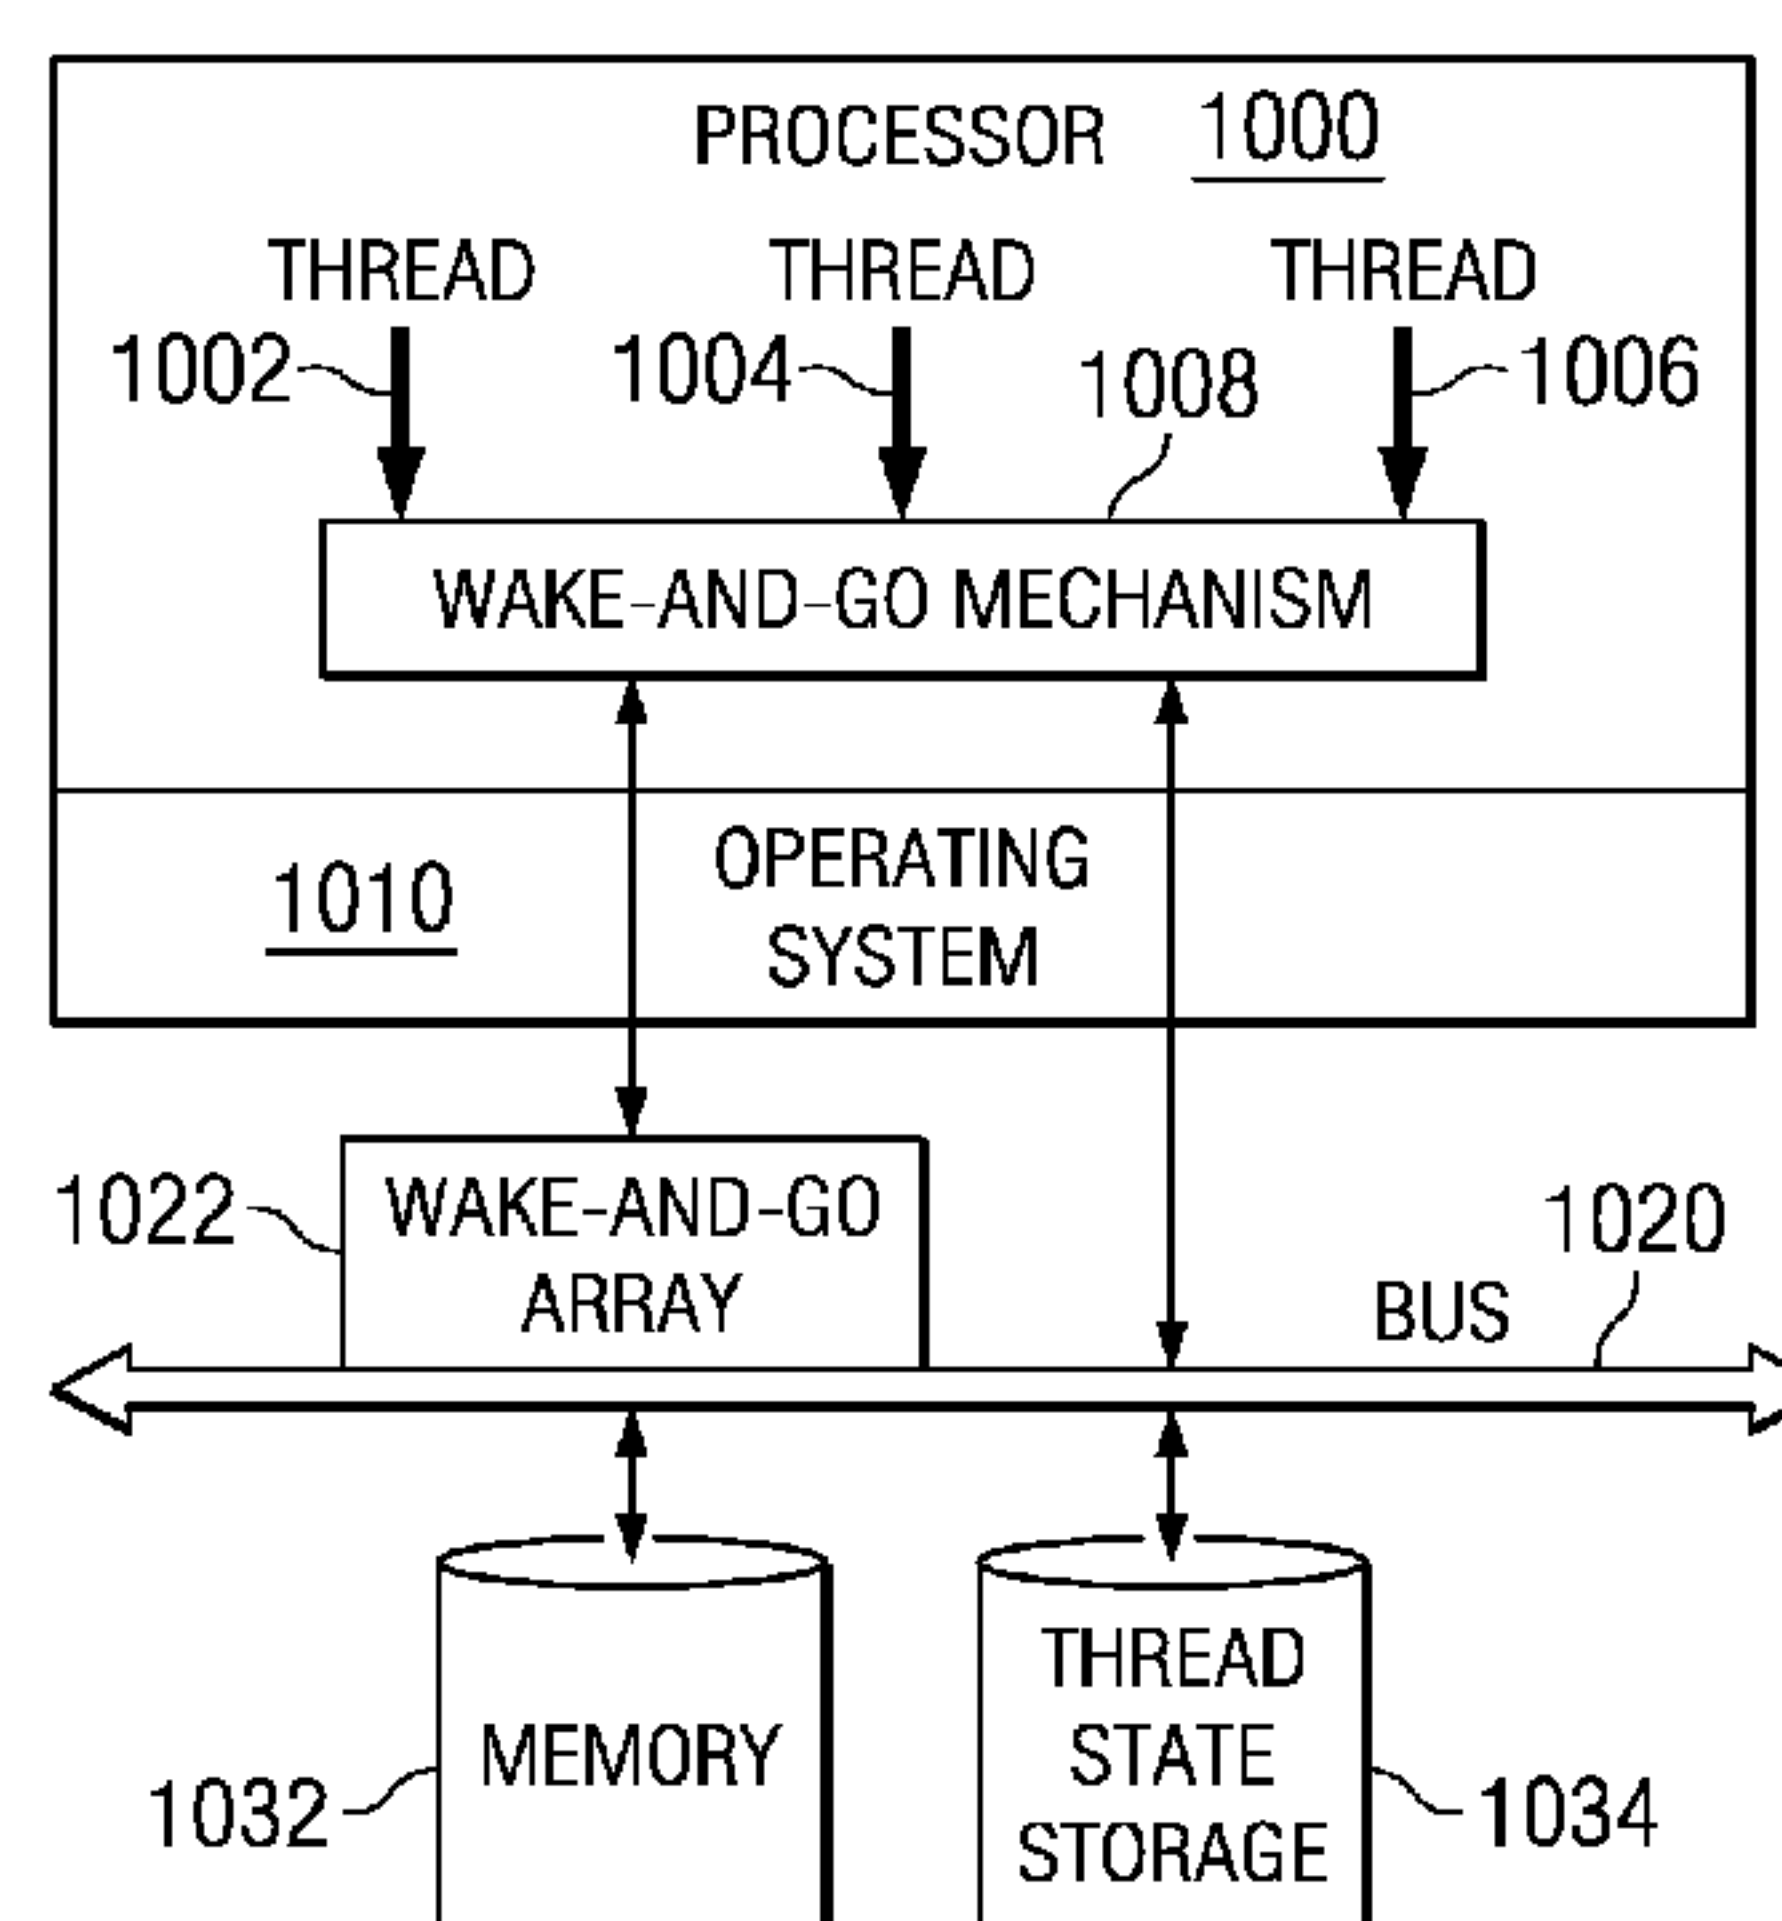 PROCESSOR 1000
THREAD THREAD THREAD
1002 1004 1008 1006
WAKE-AND-GO MECHANISM
OPERATING
1010
SYSTEM
1022
WAKE-AND-GO
ARRAY
1020
BUS
MEMORY
1032
THREAD
STATE
STORAGE
1034